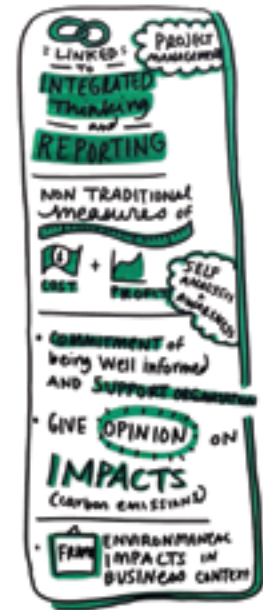 LINKED
TO
INTEGRATED
Thinking
and
REPORTING
PROJECT
MANAGEMENT
NON TRADITIONAL
measures of
COST + PROFIT
SELF
ANALYSIS
+
AWARENESS
• COMMITMENT of
being Well informed
AND SUPPORT ORGANISATION
• GIVE OPINION ON
IMPACTS
(carbon emissions)
• FRAME ENVIRONMENTAL
IMPACTS IN
BUSINESS CONTEXT